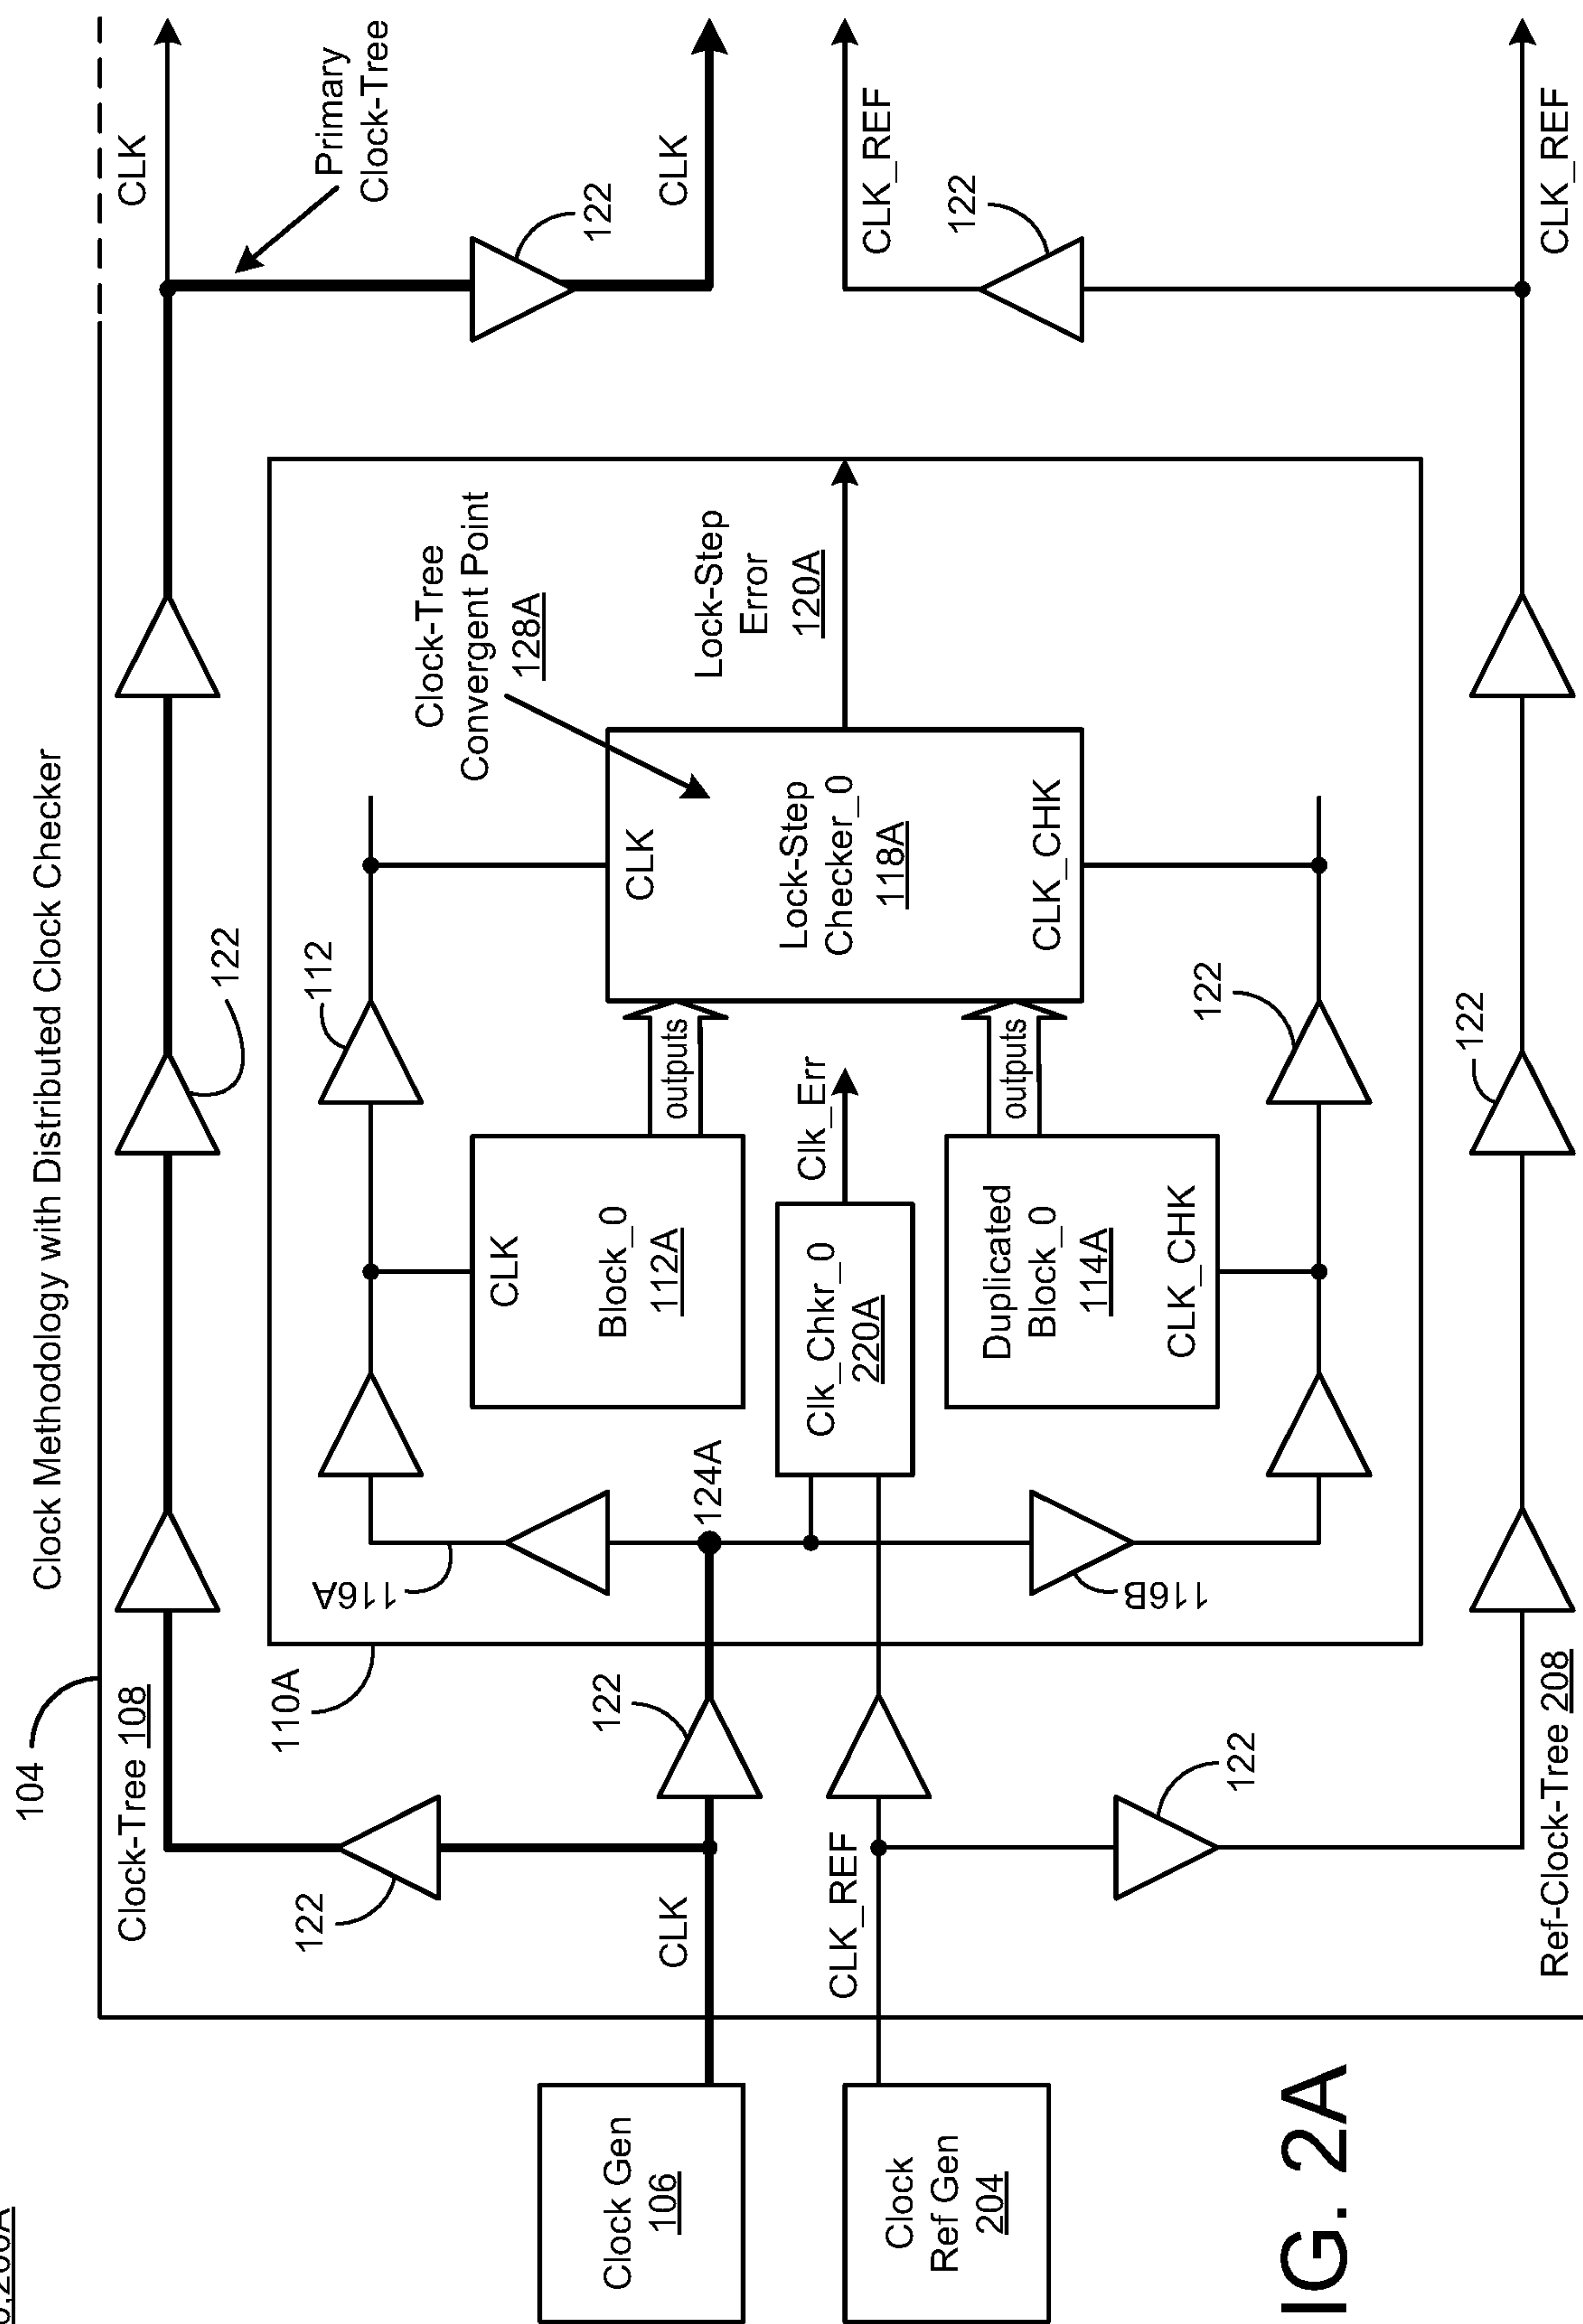 Clock Methodology with Distributed Clock Checker
104
Clock-Tree 108
CLK
Primary
Clock-Tree
122
122
122
CLK
110A
116A
112
CLK
Block_0
112A
outputs
Clock-Tree
Convergent Point
128A
CLK
Lock-Step
Checker_0
118A
CLK_CHK
Lock-Step
Error
120A
Clock Gen
106
CLK
122
124A
Clk_Chkr_0
220A
Clk_Err
Clock
Ref Gen
204
CLK_REF
CLK_REF
122
116B
Duplicated
Block_0
114A
CLK_CHK
outputs
122
122
122
Ref-Clock-Tree 208
CLK_REF
IG. 2A